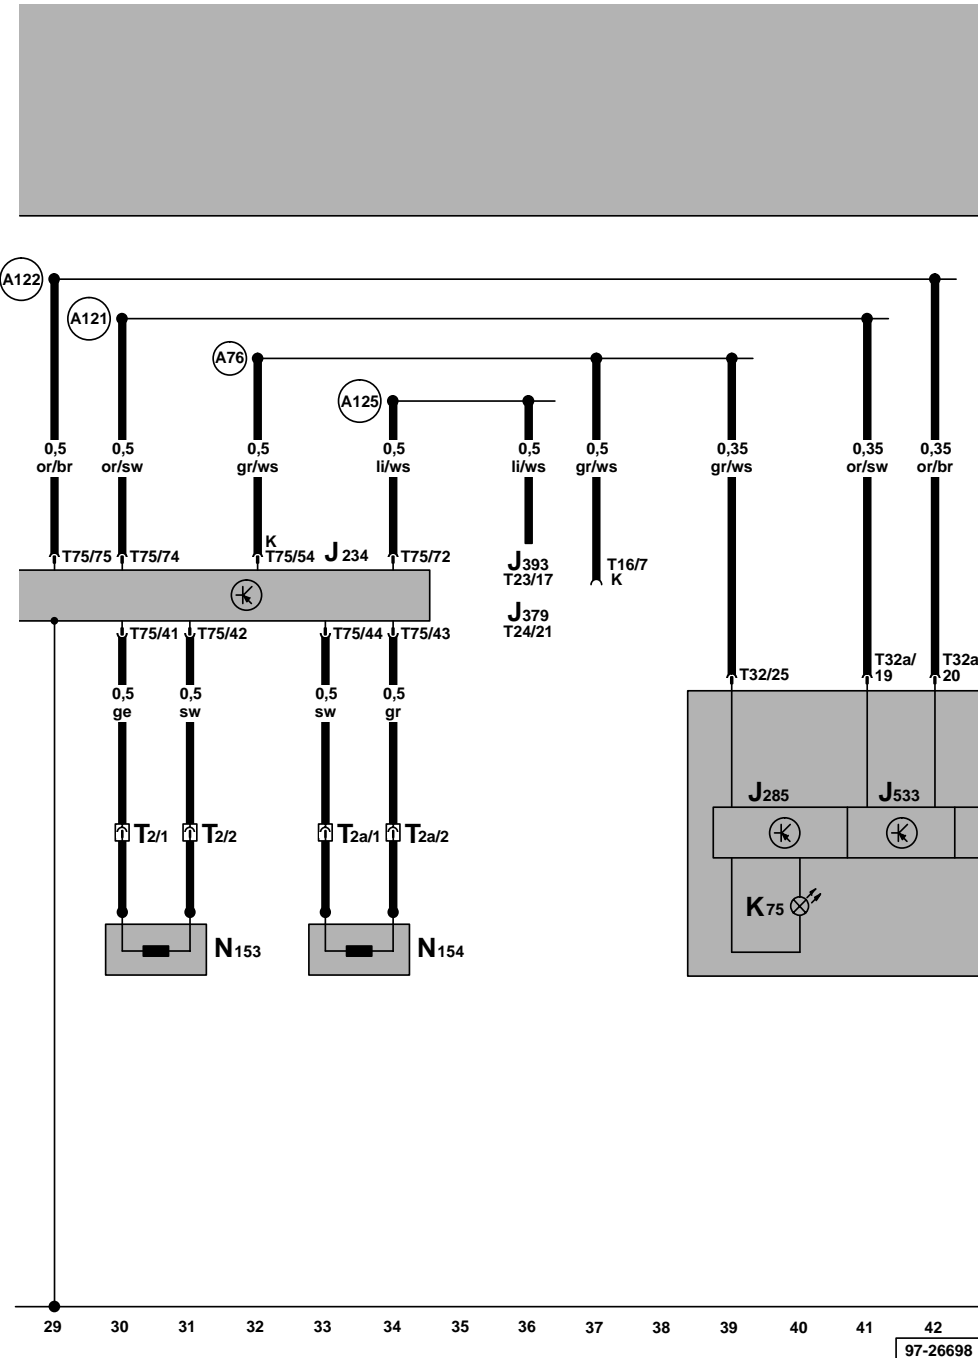 A122
A121
A76
A125
0,5
or/br
0,5
or/sw
0,5
gr/ws
0,5
li/ws
0,5
li/ws
0,5
gr/ws
0,35
gr/ws
0,35
or/sw
0,35
or/br
T75/75
T75/74
K
T75/54
J 234
T75/72
J393
T23/17
J379
T24/21
T16/7
K
T75/41
T75/42
T75/44
T75/43
T32/25
T32a/
19
T32a
20
0,5
ge
0,5
sw
0,5
sw
0,5
gr
J285
J533
T2/1
T2/2
T2a/1
T2a/2
K75
N153
N154
29 30 31 32 33 34 35 36 37 38 39 40 41 42
97-26698